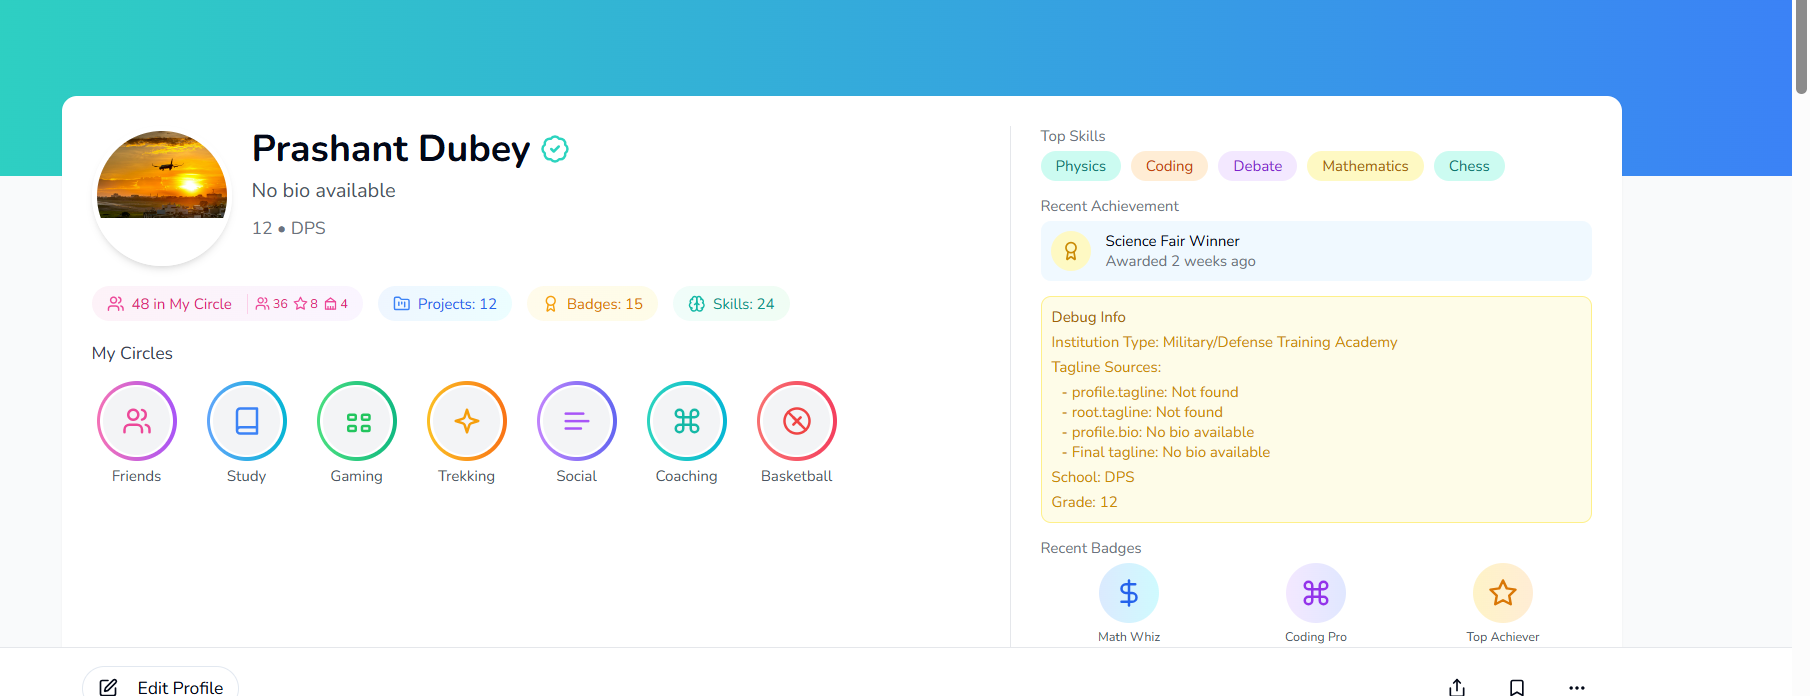 Prashant Dubey
No bio available
12 • DPS
48 in My Circle 36 8 4
Projects: 12
Badges: 15
Skills: 24
My Circles
Friends
Study
Gaming
Trekking
Social
Coaching
Basketball
Top Skills
Physics
Coding
Debate
Mathematics
Chess
Recent Achievement
Science Fair Winner
Awarded 2 weeks ago
Debug Info
Institution Type: Military/Defense Training Academy
Tagline Sources:
- profile.tagline: Not found
- root.tagline: Not found
- profile.bio: No bio available
- Final tagline: No bio available
School: DPS
Grade: 12
Recent Badges
Math Whiz
Coding Pro
Top Achiever
Edit Profile